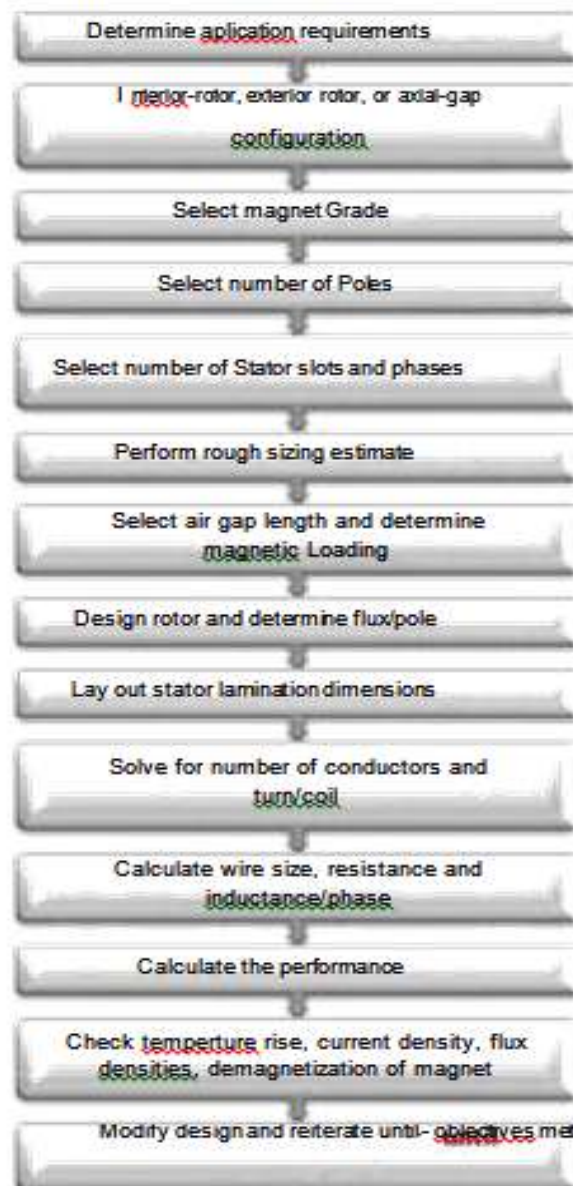 Determine aplication requirements
I nterior-rotor, exterior rotor, or axial-gap
configuration
Select magnet Grade
Select number of Poles
Select number of Stator slots and phases
Perform rough sizing estimate
Select air gap length and determine
magnetic Loading
Design rotor and determine flux/pole
Lay out stator lamination dimensions
Solve for number of conductors and
turn/coil
Calculate wire size, resistance and
inductance/phase
Calculate the performance
Check temperture rise, current density, flux
densities, demagnetization of magnet
Modify design and reiterate until- objectives met